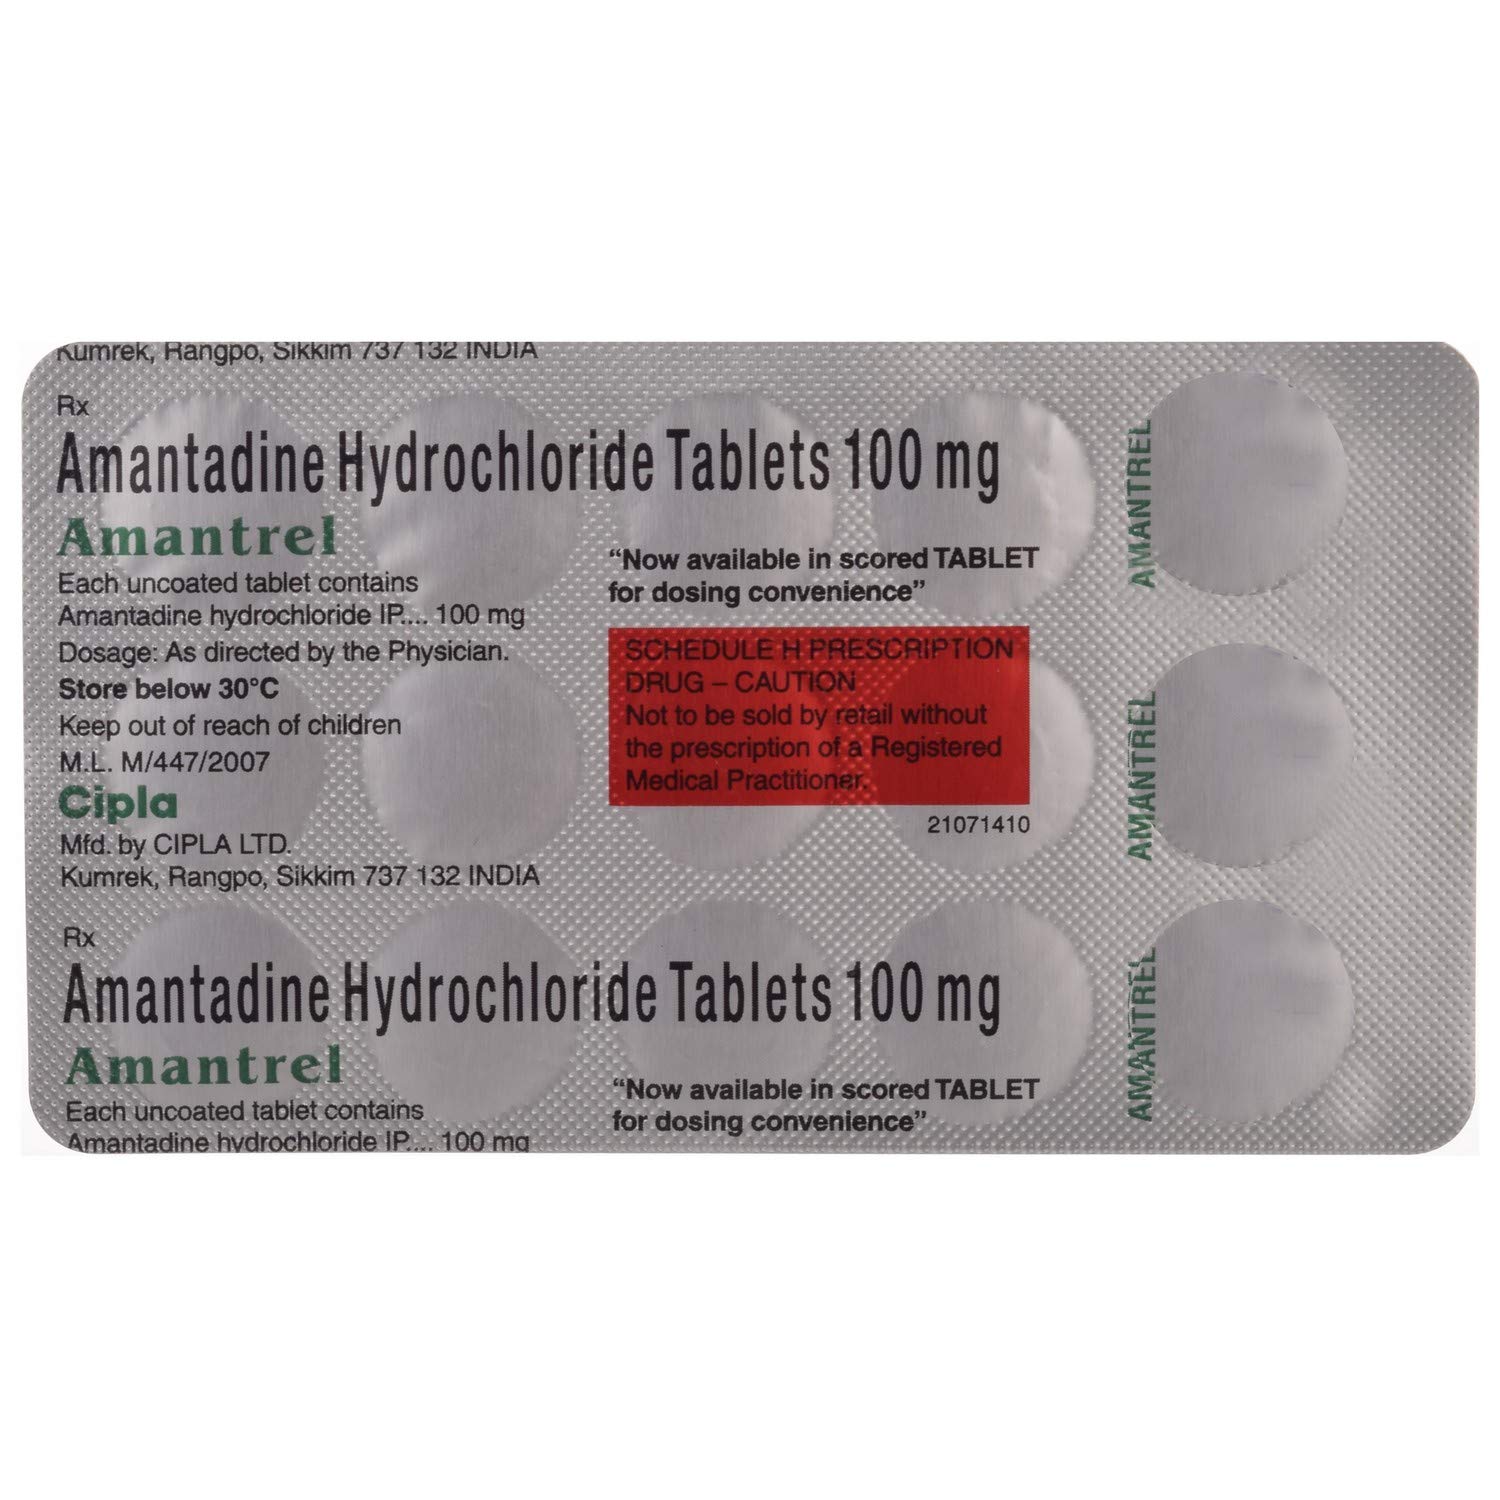 Kumrek, Rangpo, Sikkim 737 132 INDIA
Rx
Amantadine Hydrochloride Tablets 100 mg
Amantrel
Each uncoated tablet contains
Amantadine hydrochloride IP.... 100 mg
Dosage: As directed by the Physician.
Store below 30°C
Keep out of reach of children
M.L. M/447/2007
Cipla
Mfd. by CIPLA LTD.
Kumrek, Rangpo, Sikkim 737 132 INDIA
"Now available in scored TABLET
for dosing convenience"
SCHEDULE H PRESCRIPTION
DRUG – CAUTION
Not to be sold by retail without
the prescription of a Registered
Medical Practitioner.
21071410
AMANTREL
AMANTREL
AMANTREL
Rx
Amantadine Hydrochloride Tablets 100 mg
Amantrel
Each uncoated tablet contains
Amantadine hydrochloride IP.... 100 mg
"Now available in scored TABLET
for dosing convenience"